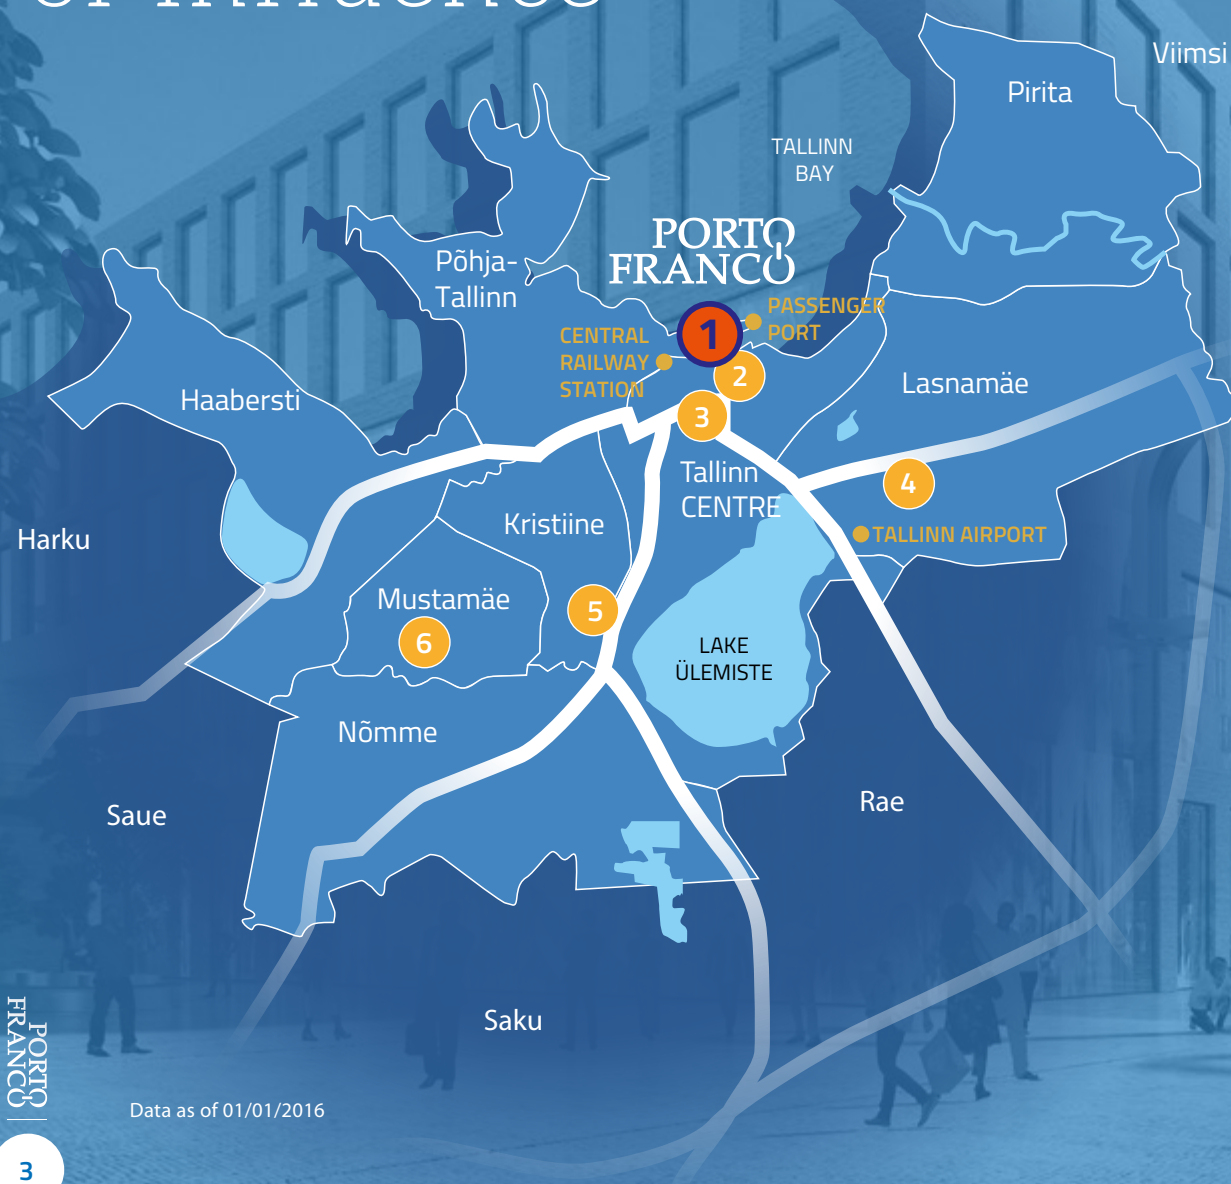 Viimsi
Pirita
TALLINN
BAY
PORTO
FRANCO
Põhja-
Tallinn
PASSENGER
PORT
1
CENTRAL
RAILWAY
STATION
2
Lasnamäe
Haabersti
3
Tallinn
CENTRE
4
Kristiine
TALLINN AIRPORT
Harku
Mustamäe
5
6
LAKE
ÜLEMISTE
Nõmme
Rae
Saue
Saku
PORTO
FRANCO
Data as of 01/01/2016
3